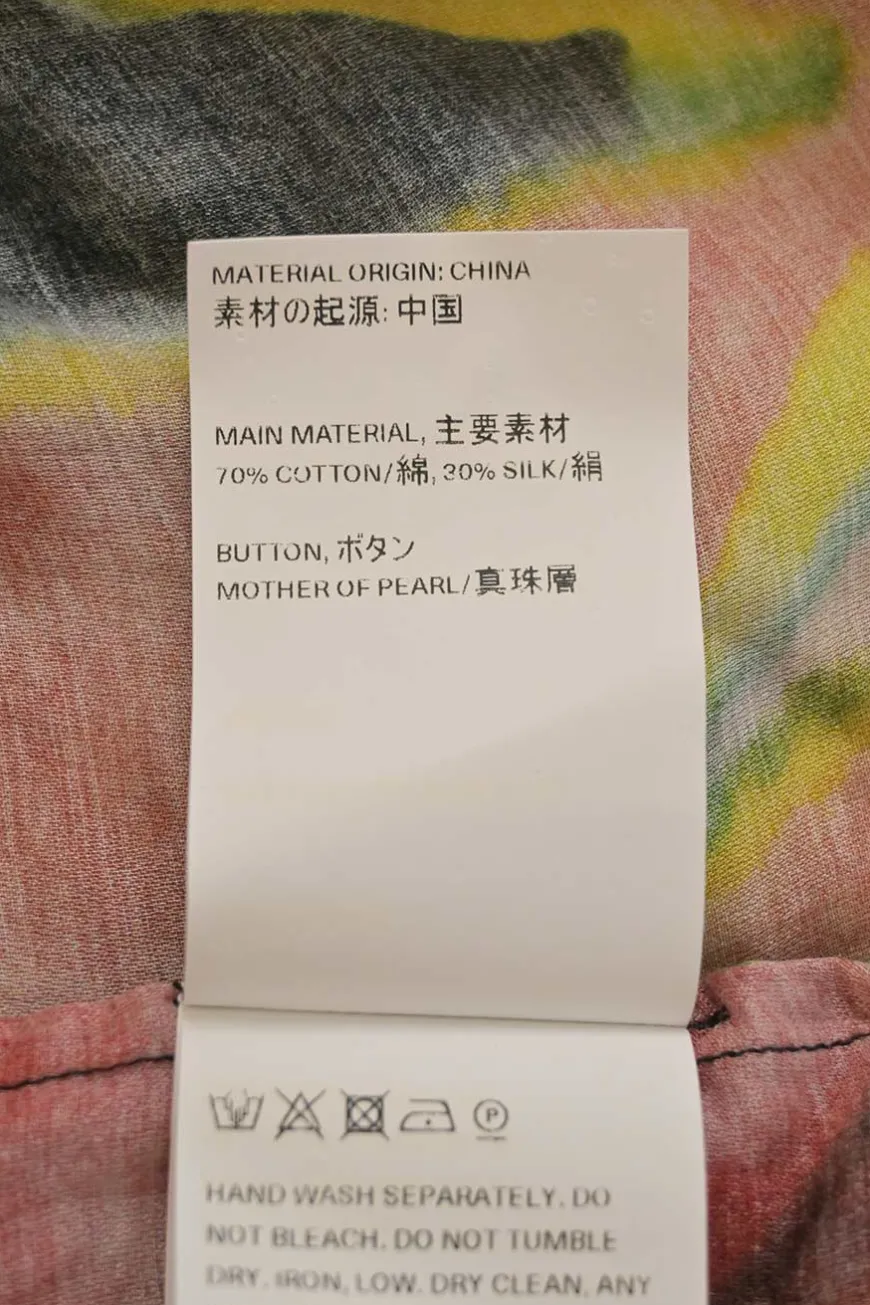 MATERIAL ORIGIN: CHINA
素材の起源: 中国
MAIN MATERIAL, 主要素材
70% COTTON/綿, 30% SILK/絹
BUTTON, ボタン
MOTHER OF PEARL/真珠層
P
HAND WASH SEPARATELY. DO
NOT BLEACH. DO NOT TUMBLE
DRY. IRON, LOW. DRY CLEAN, ANY